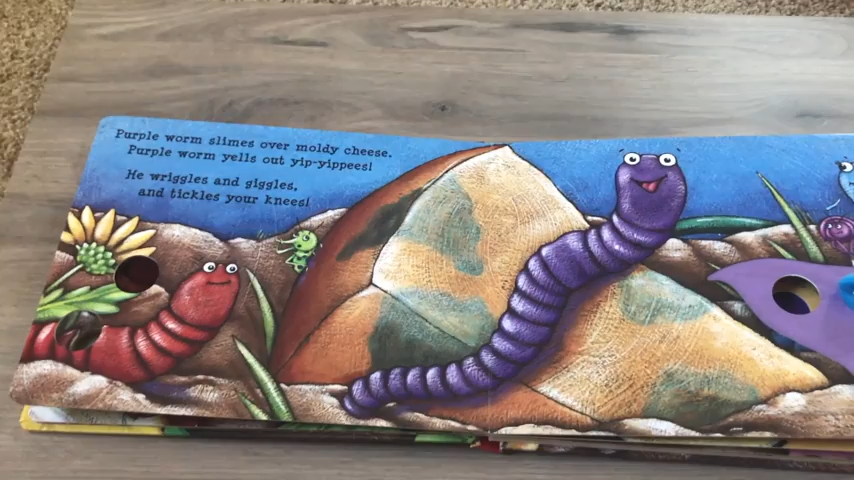 Purple worm slimes over moldy cheese.
Purple worm yells out yip-yippees!
He wriggles and giggles,
and tickles your knees!